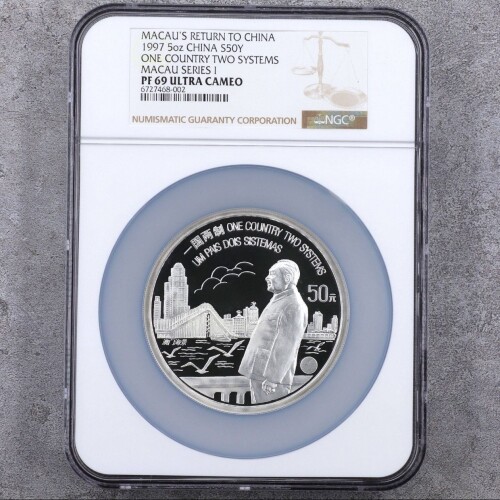 MACAU'S RETURN TO CHINA
1997 5oz CHINA S50Y
ONE COUNTRY TWO SYSTEMS
MACAU SERIES I
PF 69 ULTRA CAMEO
6727468-002
NUMISMATIC GUARANTY CORPORATION
NGC
一國兩制 ONE COUNTRY TWO SYSTEMS
UM PAIS DOIS SISTEMAS
50元